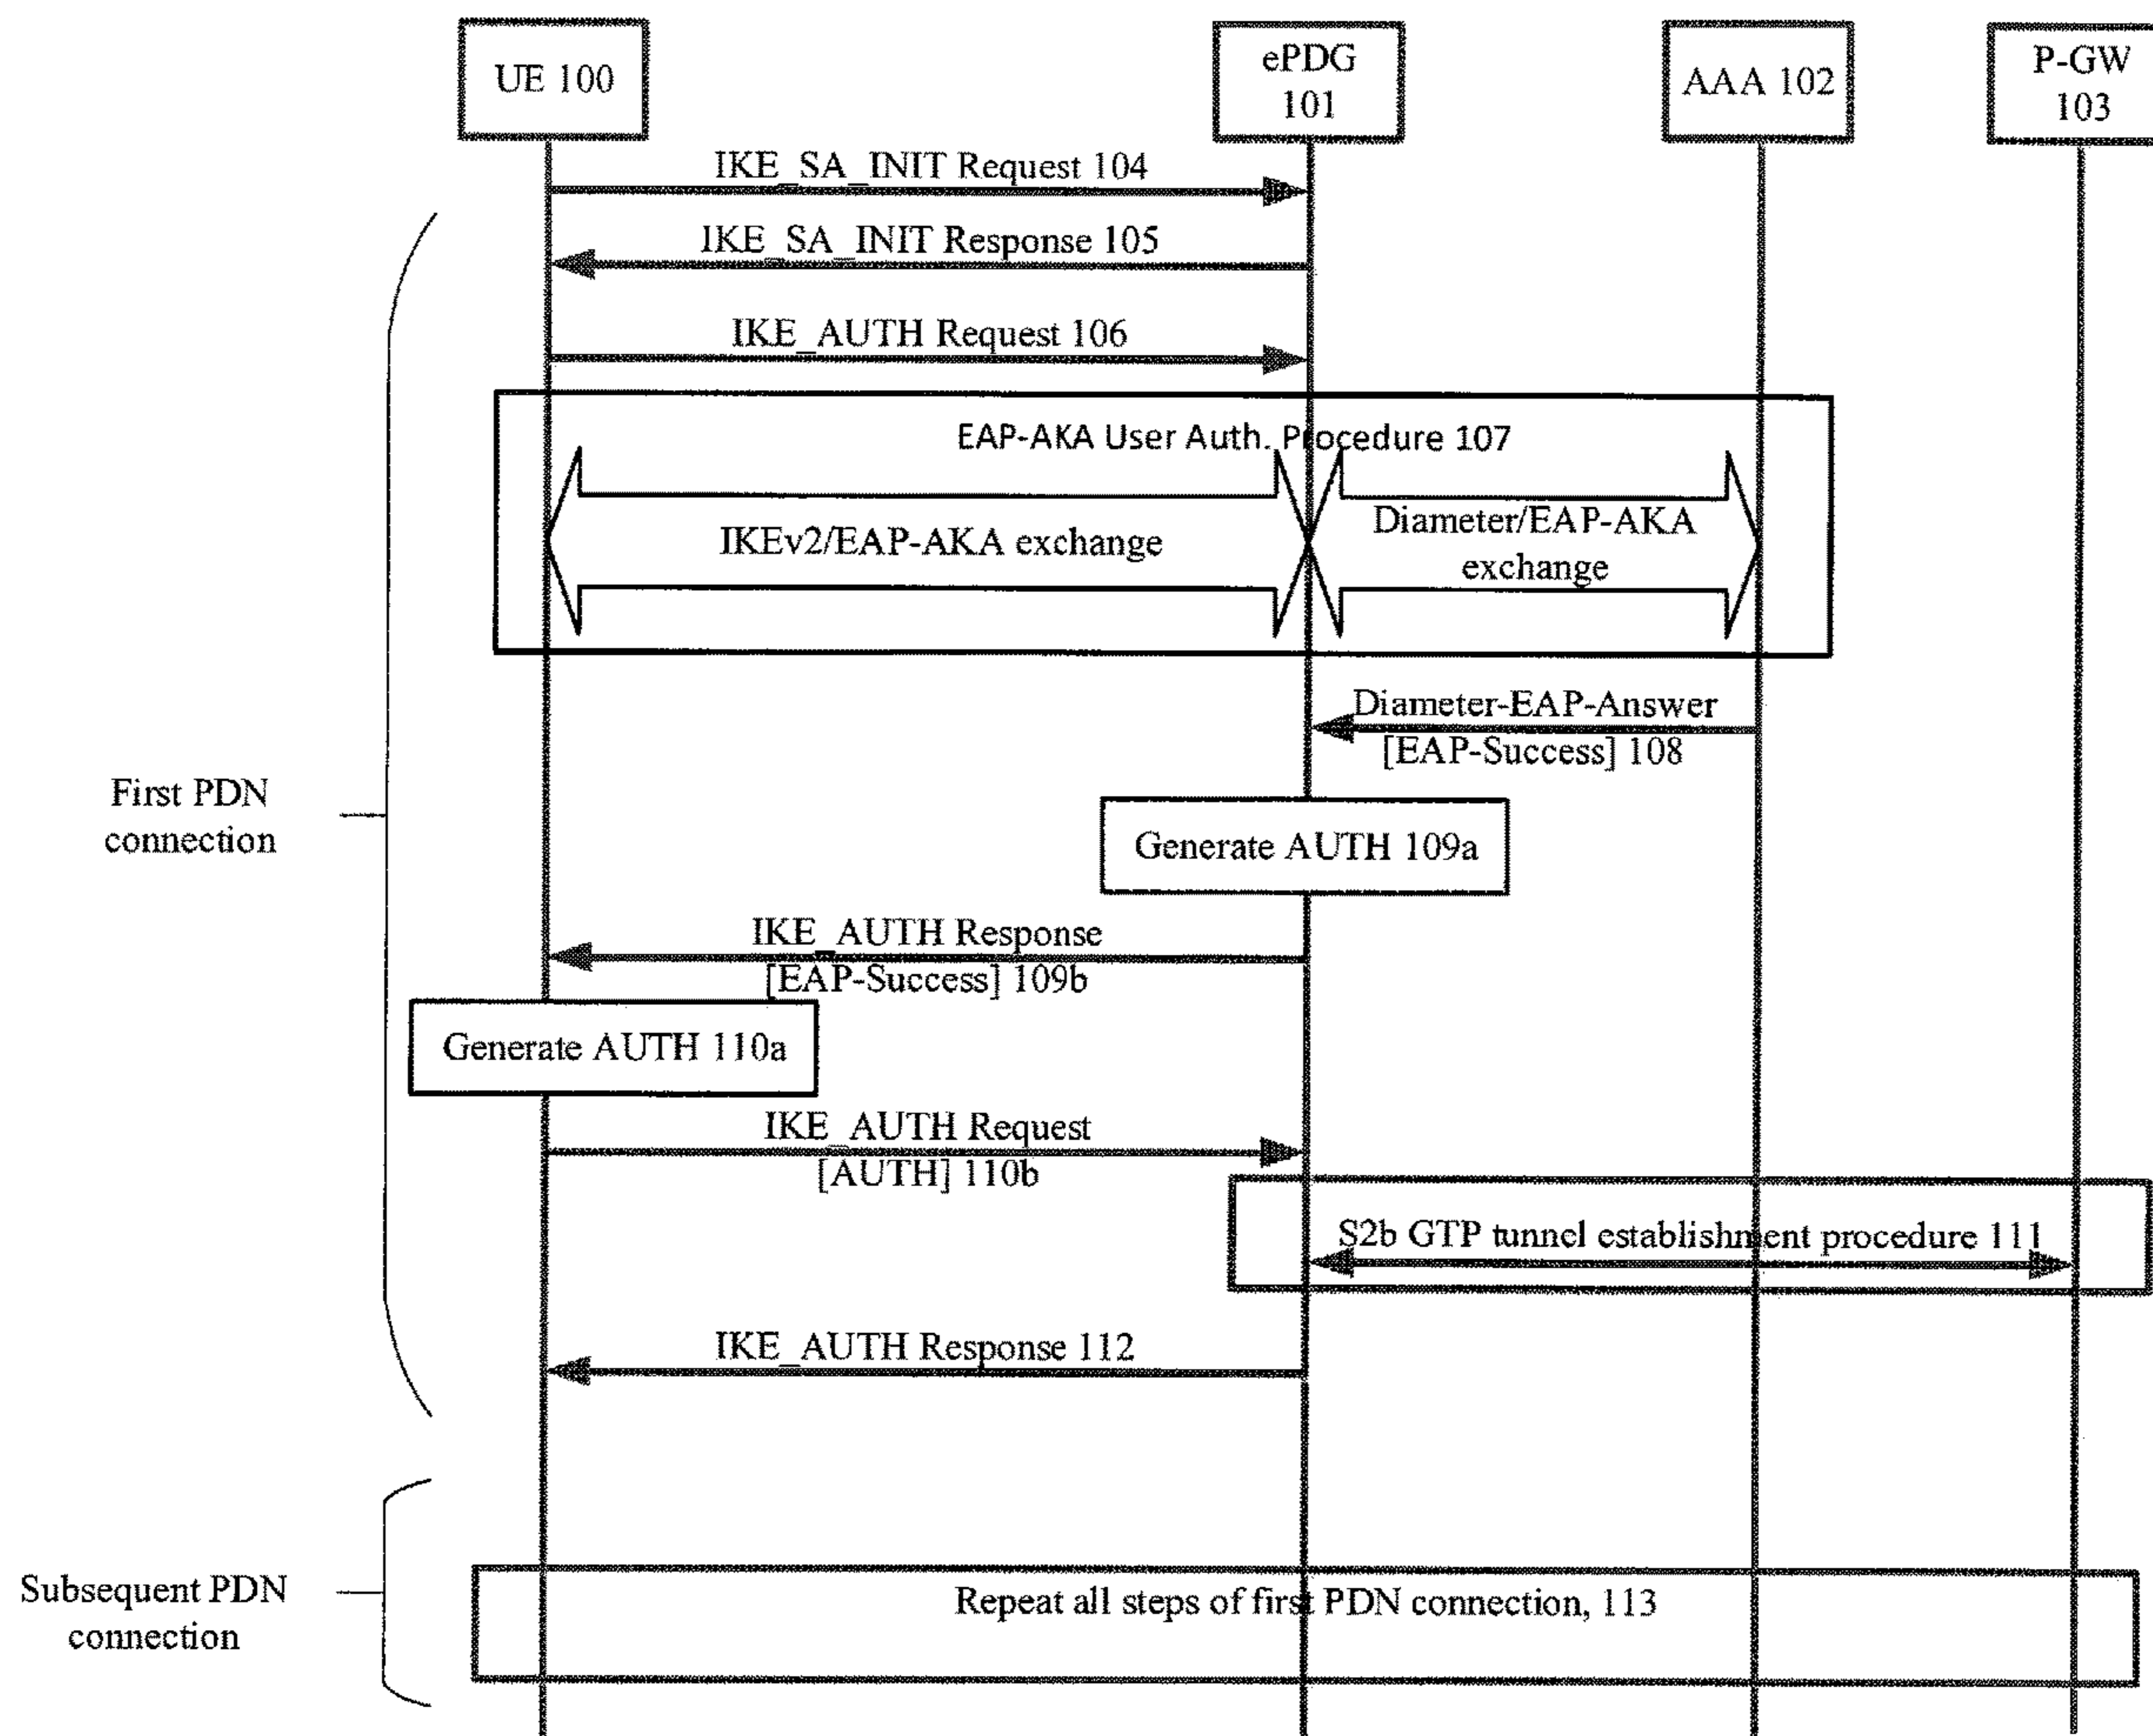 UE 100
ePDG
101
AAA 102
P-GW
103
IKE_SA_INIT Request 104
IKE_SA_INIT Response 105
IKE_AUTH Request 106
EAP-AKA User Auth. Procedure 107
IKEv2/EAP-AKA exchange
Diameter/EAP-AKA
exchange
Diameter-EAP-Answer
[EAP-Success] 108
First PDN
connection
Generate AUTH 109a
IKE_AUTH Response
[EAP-Success] 109b
Generate AUTH 110a
IKE_AUTH Request
[AUTH] 110b
S2b GTP tunnel establishment procedure 111
IKE_AUTH Response 112
Subsequent PDN
connection
Repeat all steps of first PDN connection, 113